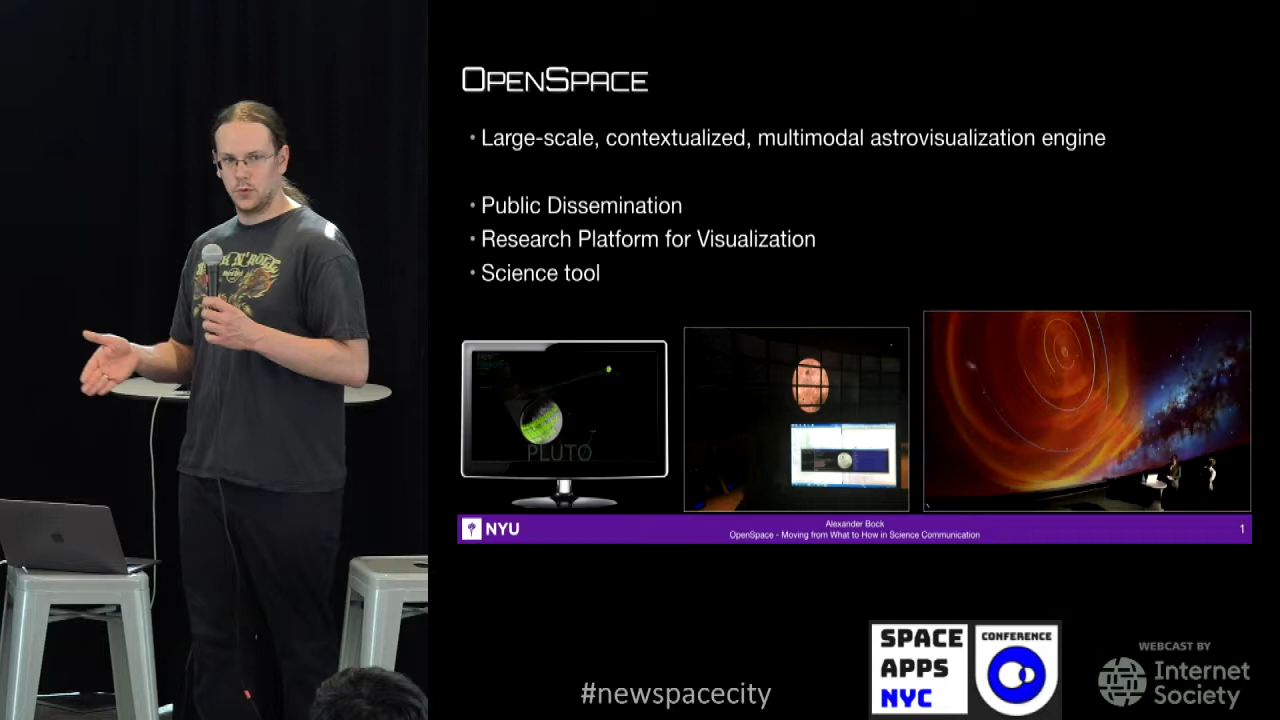 OPENSPACE
• Large-scale, contextualized, multimodal astrovisualization engine
• Public Dissemination
• Research Platform for Visualization
• Science tool
PLUTO
NYU
Alexander Bock
OpenSpace - Moving from What to How in Science Communication
1
SPACE
APPS
NYC
CONFERENCE
WEBCAST BY
Internet
Society
#newspacecity